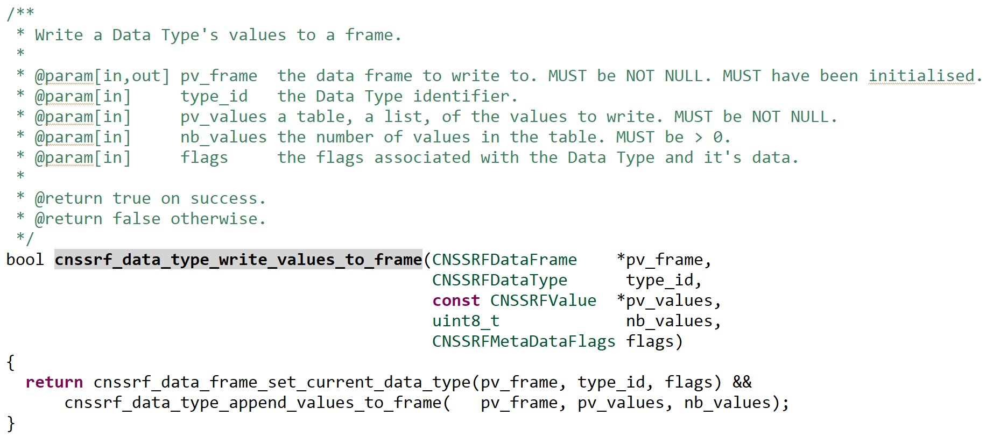 /**
 * Write a Data Type's values to a frame.
 *
 * @param[in,out] pv_frame  the data frame to write to. MUST be NOT NULL. MUST have been initialised.
 * @param[in]     type_id   the Data Type identifier.
 * @param[in]     pv_values a table, a list, of the values to write. MUST be NOT NULL.
 * @param[in]     nb_values the number of values in the table. MUST be > 0.
 * @param[in]     flags     the flags associated with the Data Type and it's data.
 *
 * @return true on success.
 * @return false otherwise.
 */
bool cnssrf_data_type_write_values_to_frame(CNSSRFDataFrame    *pv_frame,
                                            CNSSRFDataType      type_id,
                                            const CNSSRFValue  *pv_values,
                                            uint8_t             nb_values,
                                            CNSSRFMetaDataFlags flags)
{
  return cnssrf_data_frame_set_current_data_type(pv_frame, type_id, flags) &&
      cnssrf_data_type_append_values_to_frame(   pv_frame, pv_values, nb_values);
}